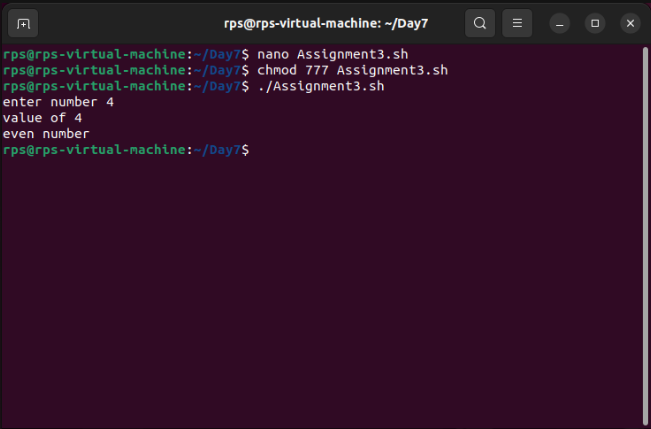 rps@rps-virtual-machine: ~/Day7
rps@rps-virtual-machine:~/Day7$ nano Assignment3.sh
rps@rps-virtual-machine:~/Day7$ chmod 777 Assignment3.sh
rps@rps-virtual-machine:~/Day7$ ./Assignment3.sh
enter number 4
value of 4
even number
rps@rps-virtual-machine:~/Day7$